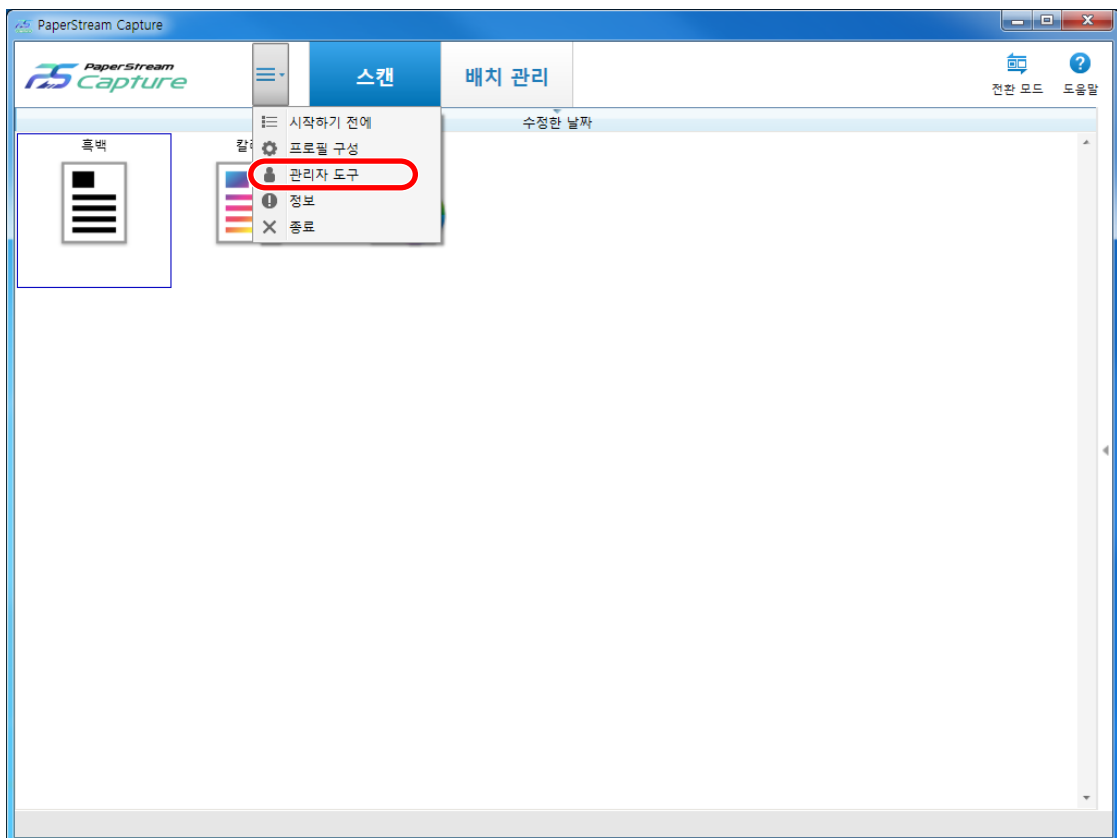 PaperStream Capture
PaperStream
Capture
스캔
배치 관리
전환 모드
도움말
수정한 날짜
시작하기 전에
프로필 구성
관리자 도구
정보
종료
흑백